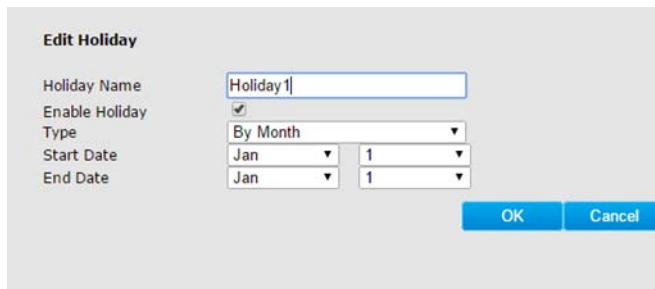 Edit Holiday
Holiday Name Holiday1
Enable Holiday
Type By Month
Start Date Jan 1
End Date Jan 1
OK Cancel